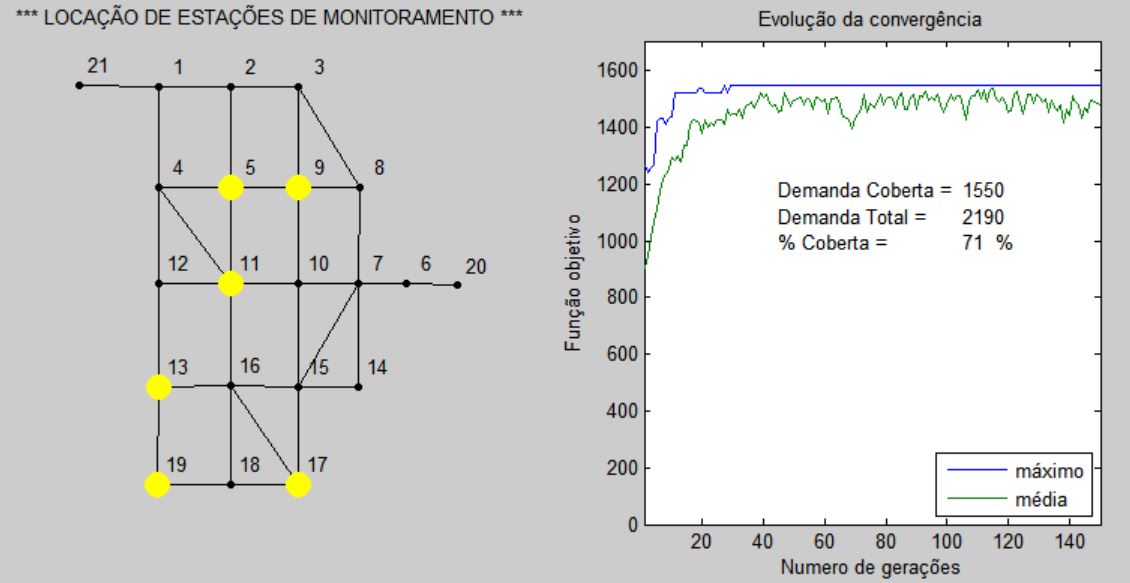 *** LOCAÇÃO DE ESTAÇÕES DE MONITORAMENTO ***
21 1 2 3
4 5 9 8
12 11 10 7 6 20
13 16 15 14
19 18 17
Evolução da convergência
Função objetivo
1600
1400
1200
1000
800
600
400
200
0
Demanda Coberta = 1550
Demanda Total = 2190
% Coberta = 71 %
máximo
média
20 40 60 80 100 120 140
Numero de gerações